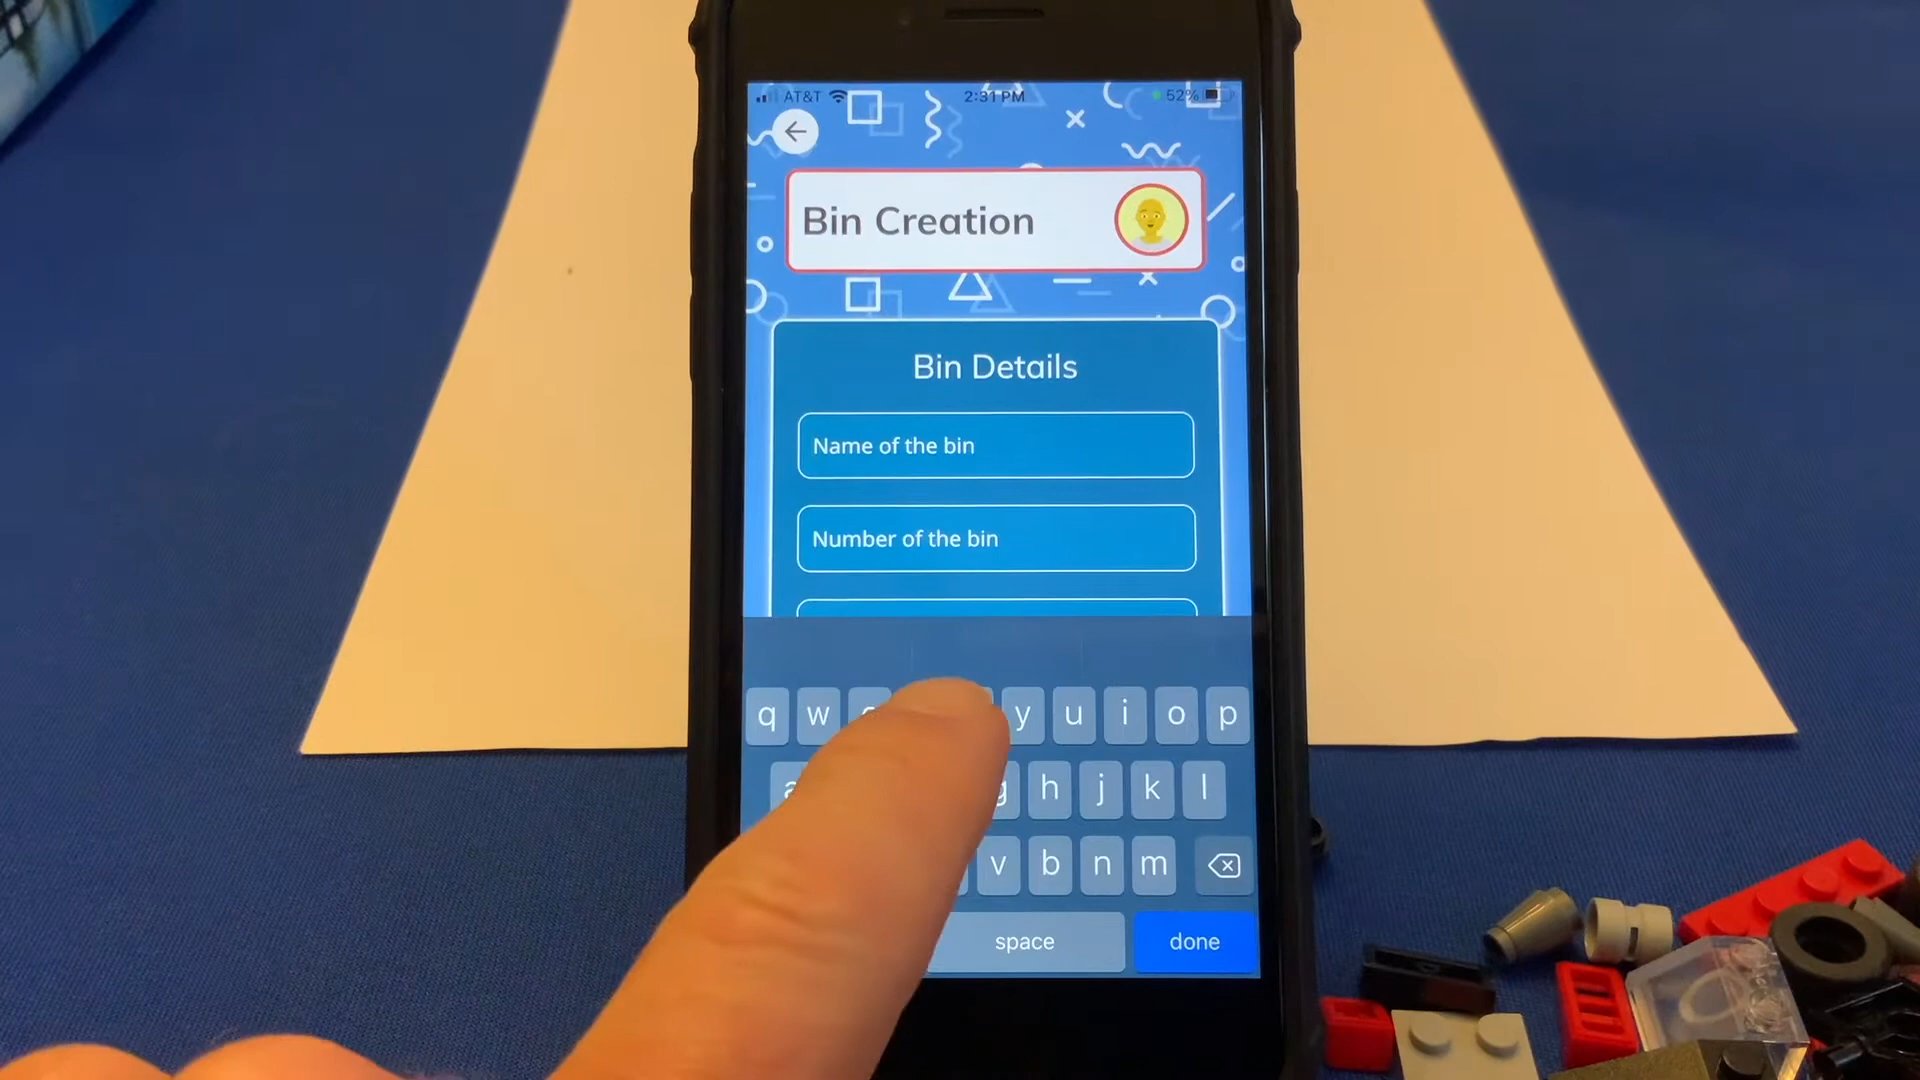 AT&T 2:31 PM 52%
Bin Creation
Bin Details
Name of the bin
Number of the bin
q w y u i o p
a g h j k l
v b n m
space done